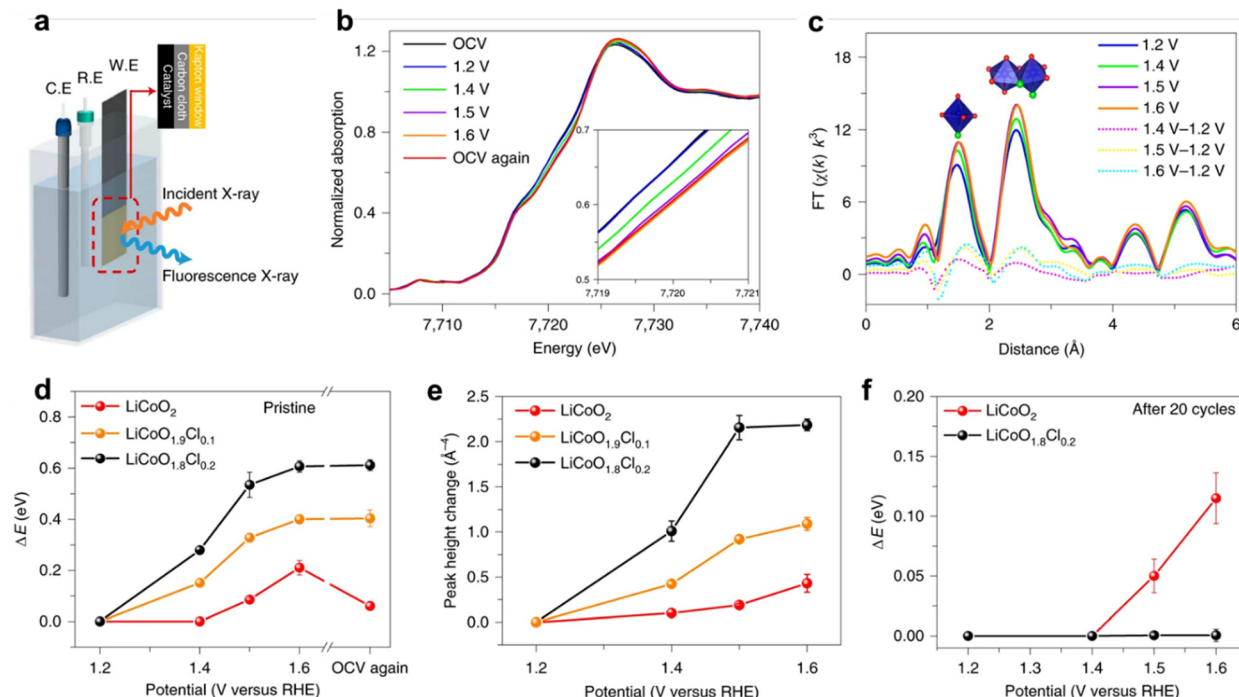 a
C.E
R.E
W.E
Catalyst
Carbon cloth
Kapton window
Incident X-ray
Fluorescence X-ray
b
Normalized absorption
1.2
0.8
0.4
0.0
OCV
1.2 V
1.4 V
1.5 V
1.6 V
OCV again
0.7
0.6
0.5
7,719
7,720
7,721
7,710
7,720
7,730
7,740
Energy (eV)
c
FT (χ(k) k³)
18
12
6
0
1.2 V
1.4 V
1.5 V
1.6 V
1.4 V–1.2 V
1.5 V–1.2 V
1.6 V–1.2 V
0
2
4
6
Distance (Å)
d
ΔE (eV)
0.8
0.6
0.4
0.2
0.0
LiCoO₂
LiCoO₁.₉Cl₀.₁
LiCoO₁.₈Cl₀.₂
Pristine
1.2
1.4
1.6
OCV again
Potential (V versus RHE)
e
Peak height change (Å⁻⁴)
2.5
2.0
1.5
1.0
0.5
0.0
LiCoO₂
LiCoO₁.₉Cl₀.₁
LiCoO₁.₈Cl₀.₂
1.2
1.4
1.6
Potential (V versus RHE)
f
ΔE (eV)
0.20
0.15
0.10
0.05
0.00
LiCoO₂
LiCoO₁.₈Cl₀.₂
After 20 cycles
1.2
1.3
1.4
1.5
1.6
Potential (V versus RHE)